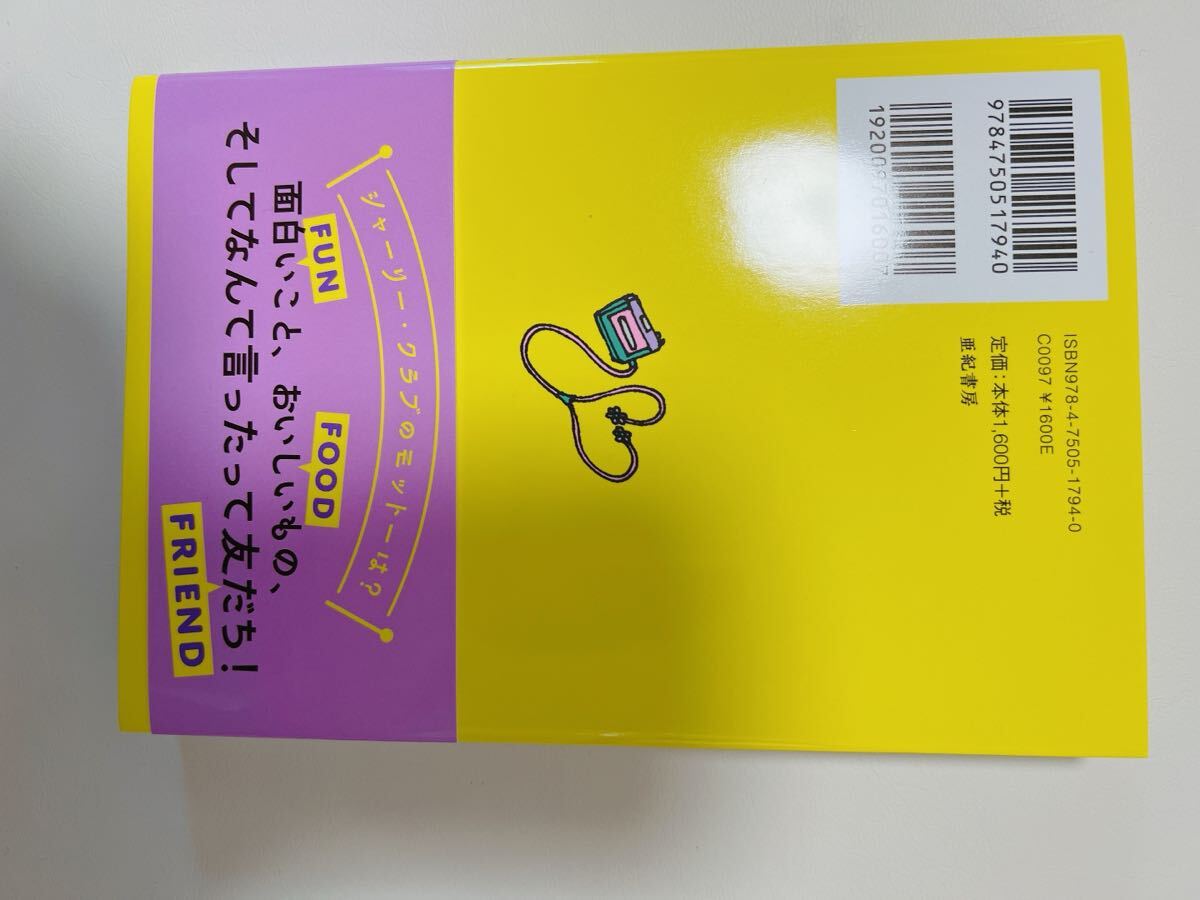 9784750517940
1920097016007
ISBN978-4-7505-1794-0
C0097 ¥1600E
定価:本体1,600円+税
亜紀書房
シャーリー・クラブのモットーは?
FUN
FOOD
面白いこと、おいしいもの、
そしてなんて言ったって友だち!
FRIEND